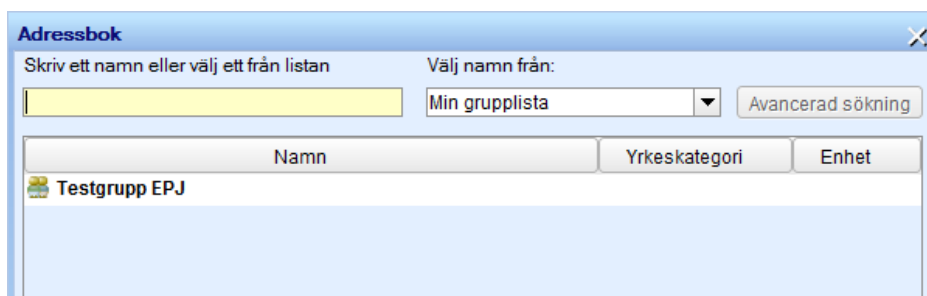 Adressbok
Skriv ett namn eller välj ett från listan
Välj namn från:
Min grupplista
Avancerad sökning
Namn
Yrkeskategori
Enhet
Testgrupp EPJ